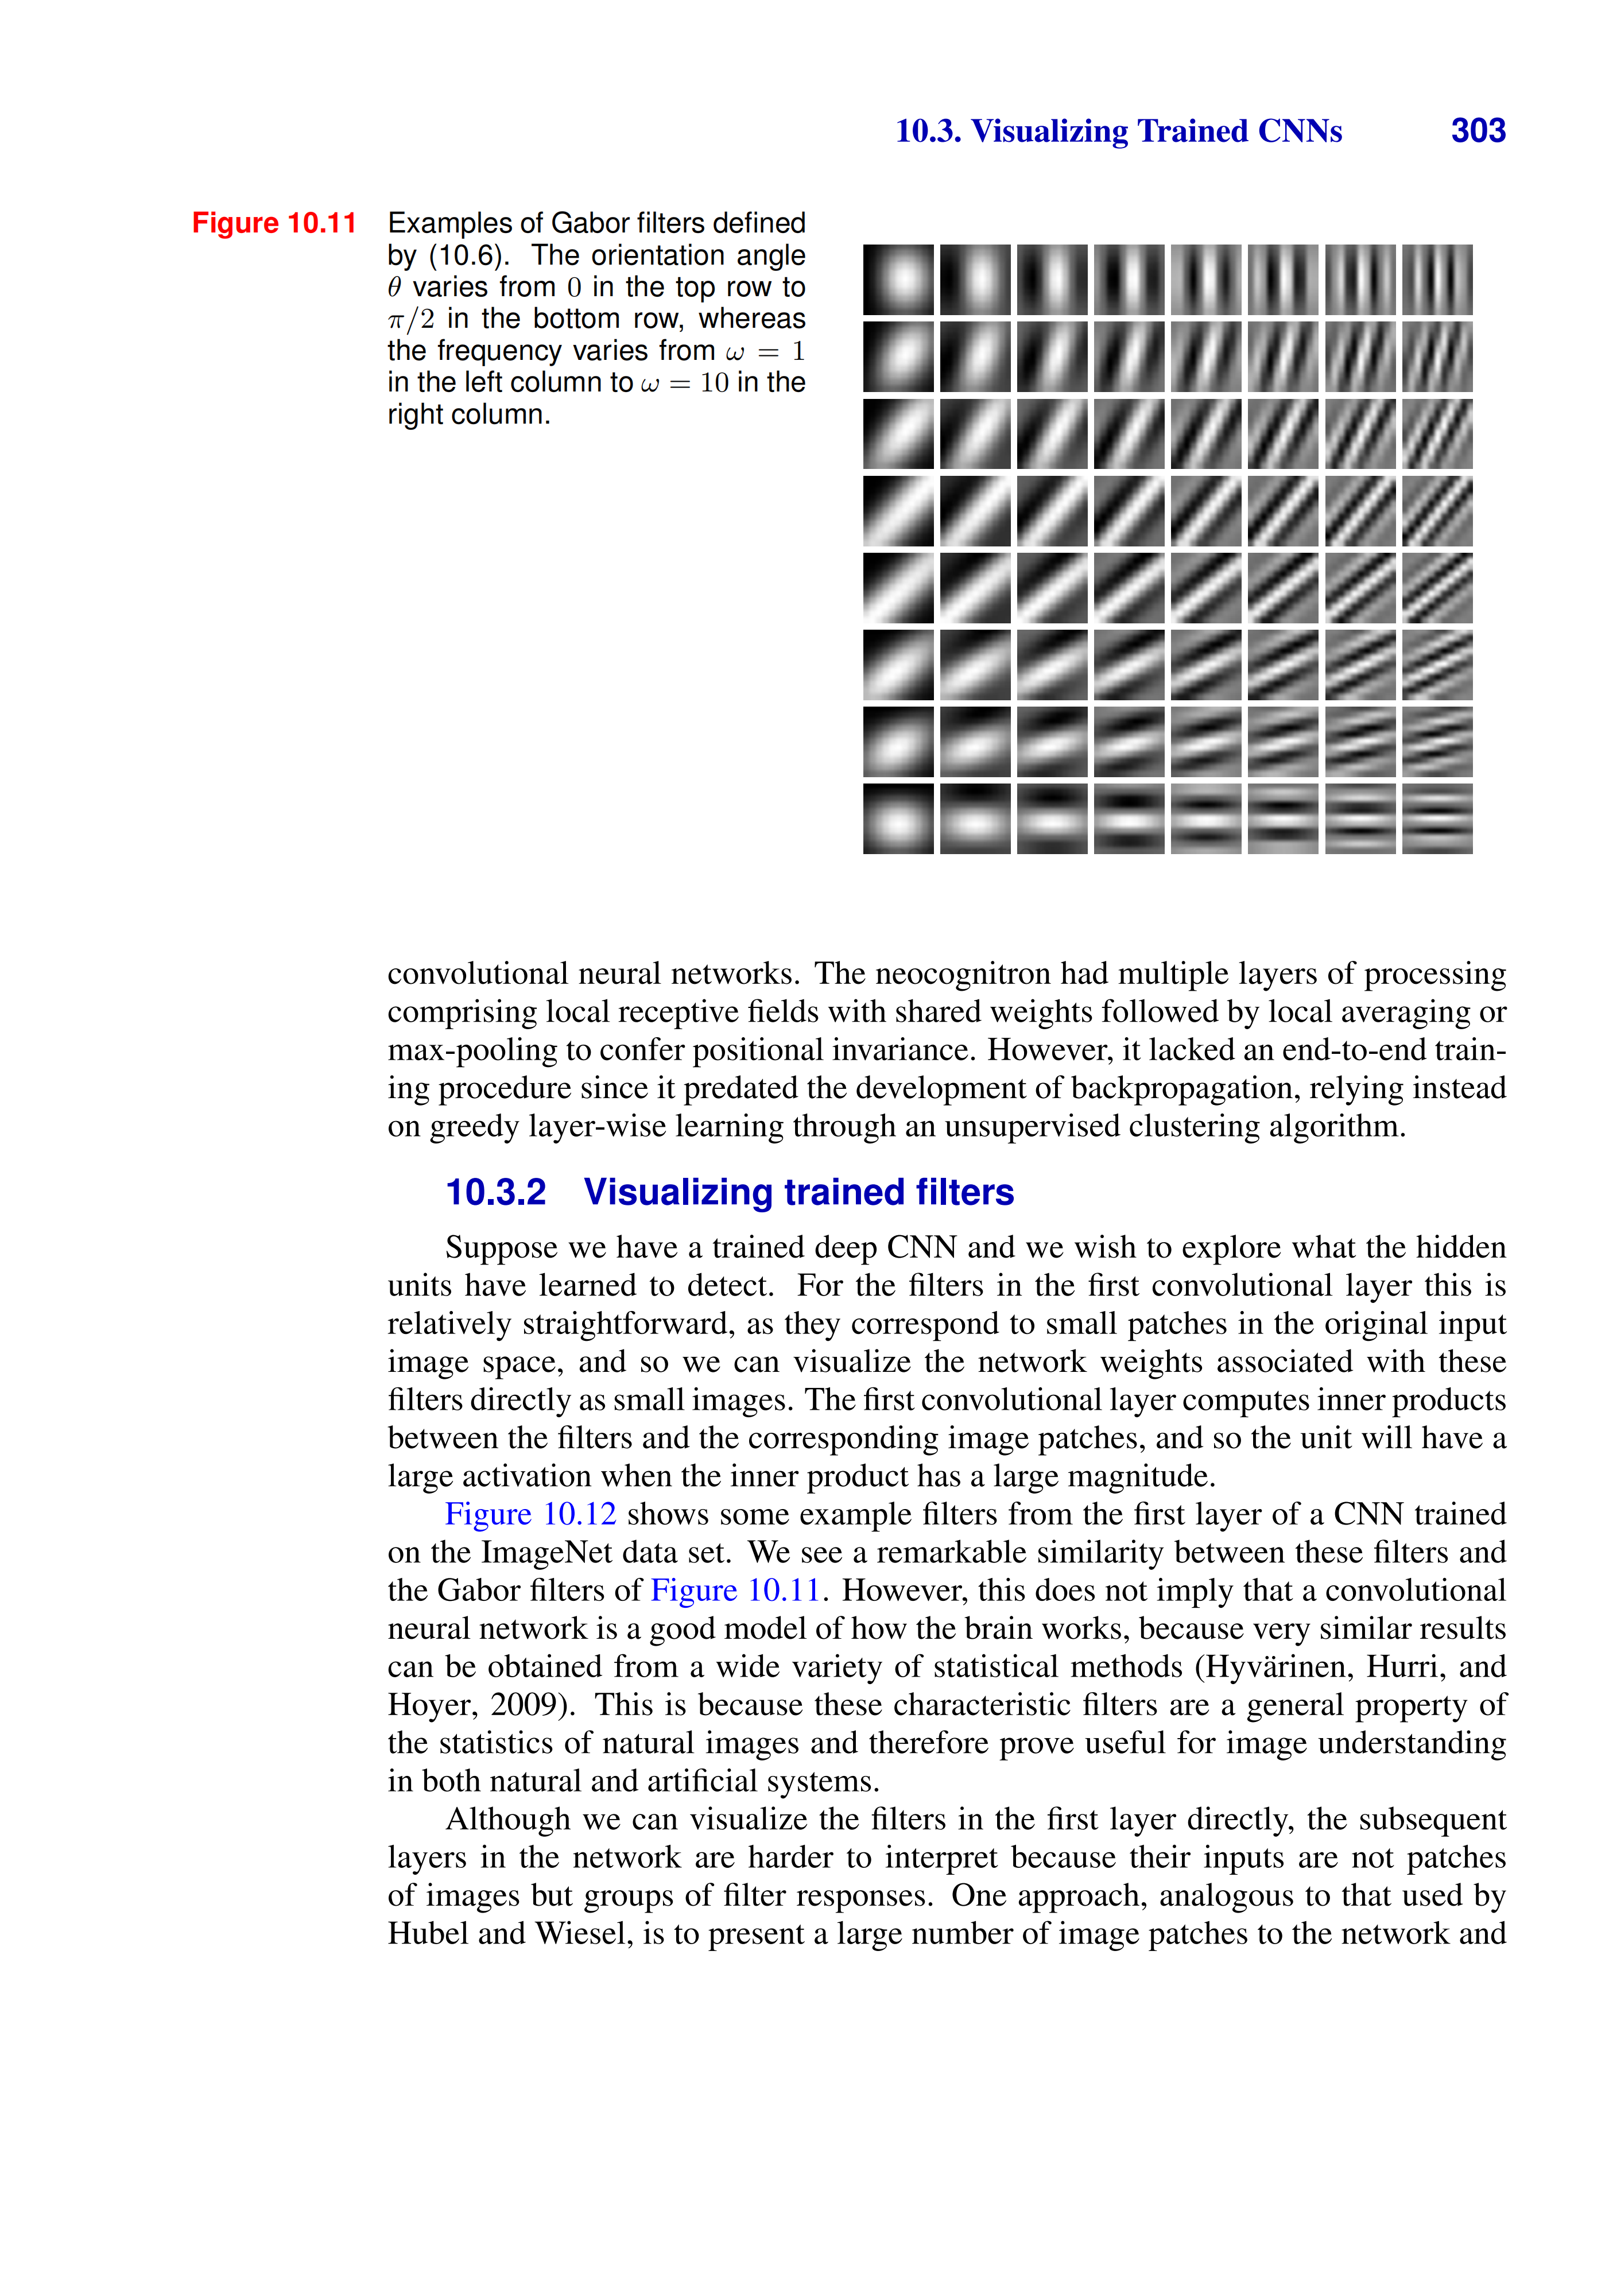 10.3. Visualizing Trained CNNs 303
Figure 10.11 Examples of Gabor filters defined
by (10.6). The orientation angle
θ varies from 0 in the top row to
π/2 in the bottom row, whereas
the frequency varies from ω = 1
in the left column to ω = 10 in the
right column.
convolutional neural networks. The neocognitron had multiple layers of processing
comprising local receptive fields with shared weights followed by local averaging or
max-pooling to confer positional invariance. However, it lacked an end-to-end train-
ing procedure since it predated the development of backpropagation, relying instead
on greedy layer-wise learning through an unsupervised clustering algorithm.
10.3.2 Visualizing trained filters
Suppose we have a trained deep CNN and we wish to explore what the hidden
units have learned to detect. For the filters in the first convolutional layer this is
relatively straightforward, as they correspond to small patches in the original input
image space, and so we can visualize the network weights associated with these
filters directly as small images. The first convolutional layer computes inner products
between the filters and the corresponding image patches, and so the unit will have a
large activation when the inner product has a large magnitude.
Figure 10.12 shows some example filters from the first layer of a CNN trained
on the ImageNet data set. We see a remarkable similarity between these filters and
the Gabor filters of Figure 10.11. However, this does not imply that a convolutional
neural network is a good model of how the brain works, because very similar results
can be obtained from a wide variety of statistical methods (Hyvärinen, Hurri, and
Hoyer, 2009). This is because these characteristic filters are a general property of
the statistics of natural images and therefore prove useful for image understanding
in both natural and artificial systems.
Although we can visualize the filters in the first layer directly, the subsequent
layers in the network are harder to interpret because their inputs are not patches
of images but groups of filter responses. One approach, analogous to that used by
Hubel and Wiesel, is to present a large number of image patches to the network and